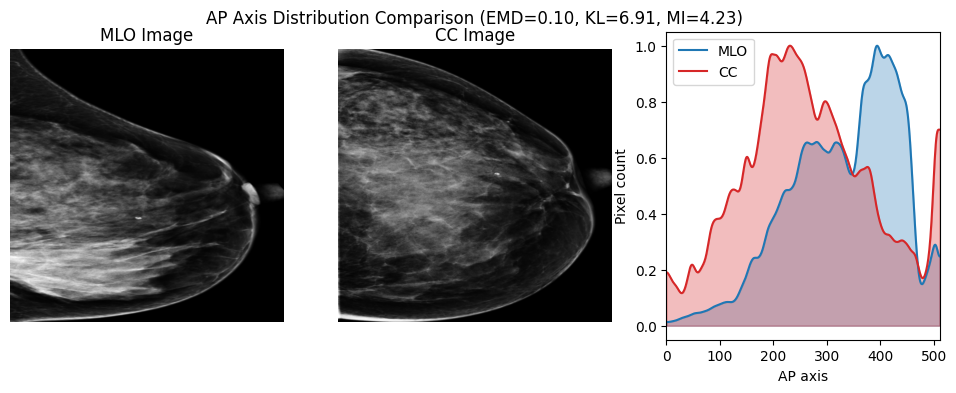 AP Axis Distribution Comparison (EMD=0.10, KL=6.91, MI=4.23)
MLO Image
CC Image
MLO
CC
Pixel count
1.0
0.8
0.6
0.4
0.2
0.0
0 100 200 300 400 500
AP axis